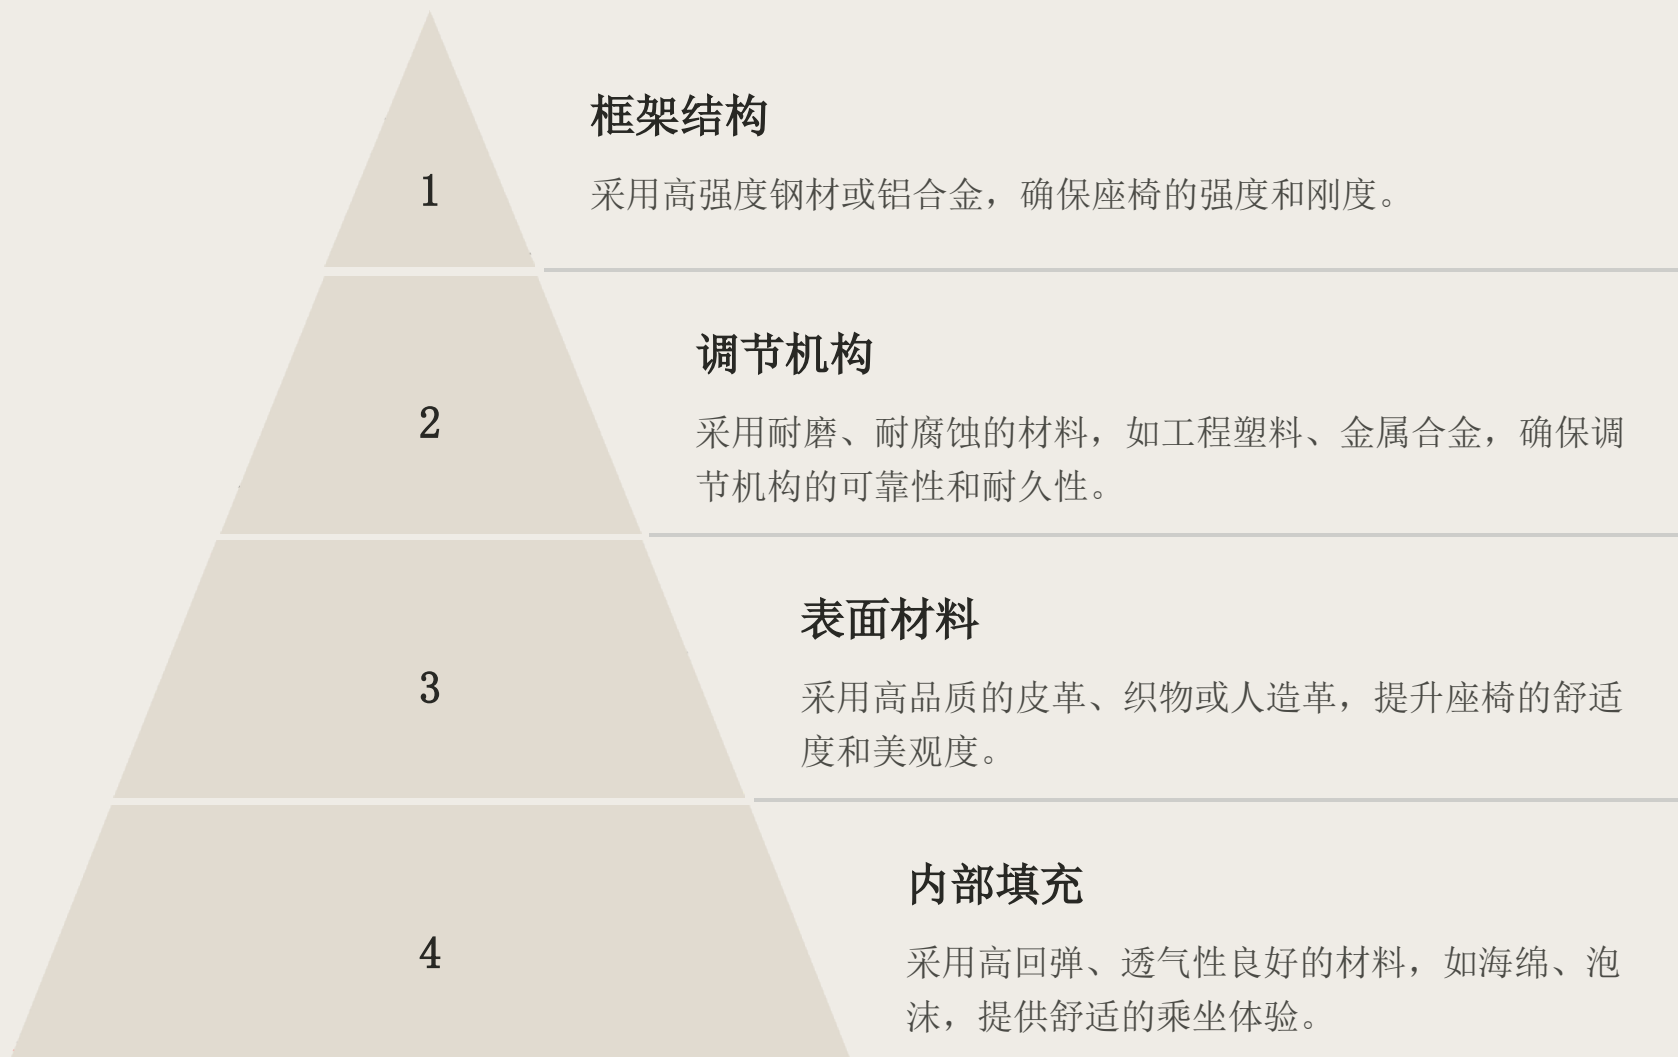 框架结构
1
采用高强度钢材或铝合金，确保座椅的强度和刚度。
调节机构
2
采用耐磨、耐腐蚀的材料，如工程塑料、金属合金，确保调
节机构的可靠性和耐久性。
表面材料
3
采用高品质的皮革、织物或人造革，提升座椅的舒适
度和美观度。
内部填充
4
采用高回弹、透气性良好的材料，如海绵、泡
沫，提供舒适的乘坐体验。